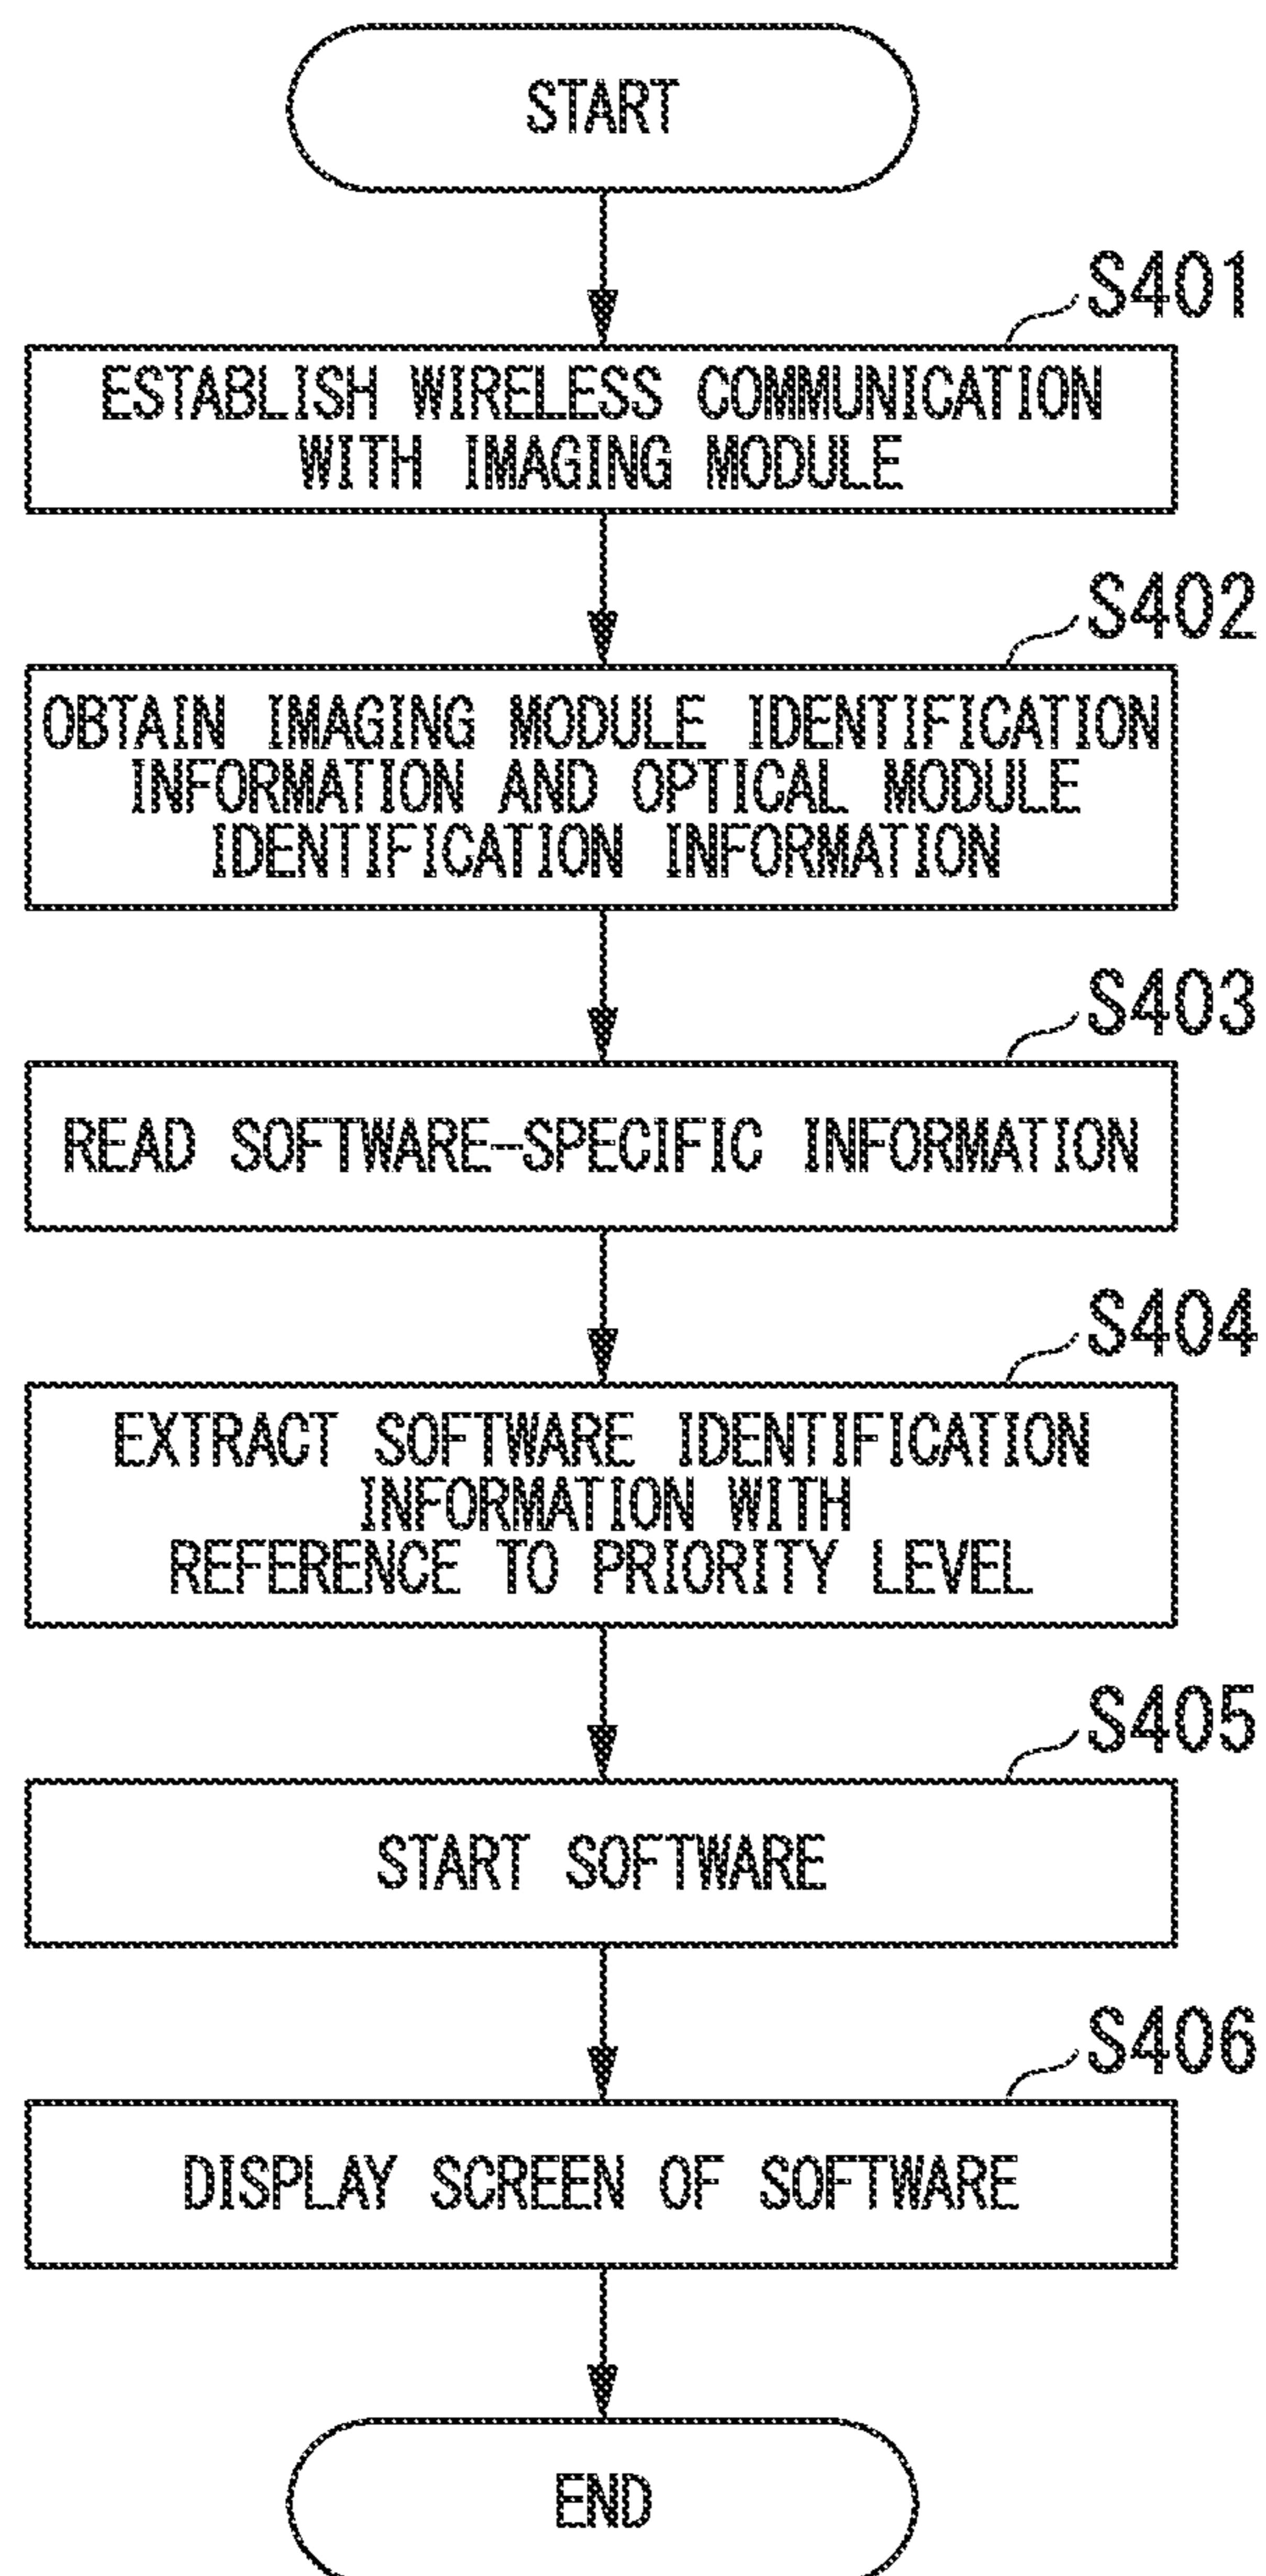 START
S401
ESTABLISH WIRELESS COMMUNICATION
WITH IMAGING MODULE
S402
OBTAIN IMAGING MODULE IDENTIFICATION
INFORMATION AND OPTICAL MODULE
IDENTIFICATION INFORMATION
S403
READ SOFTWARE-SPECIFIC INFORMATION
S404
EXTRACT SOFTWARE IDENTIFICATION
INFORMATION WITH
REFERENCE TO PRIORITY LEVEL
S405
START SOFTWARE
S406
DISPLAY SCREEN OF SOFTWARE
END